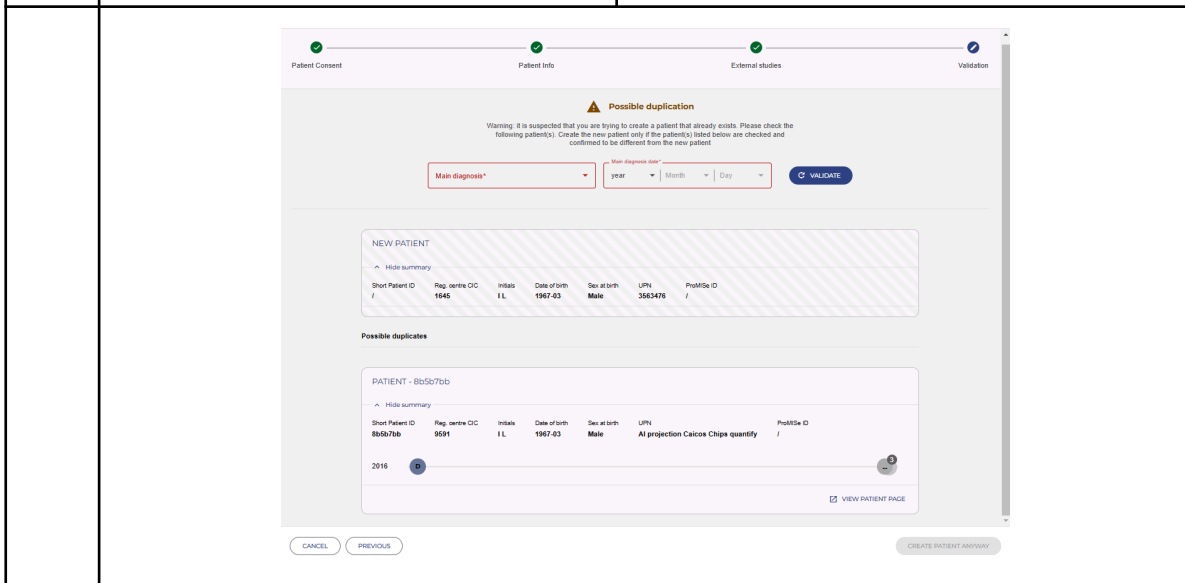 Patient Consent
Patient Info
External studies
Validation
Possible duplication
Warning: it is suspected that you are trying to create a patient that already exists. Please check the
following patient(s). Create the new patient only if the patient(s) listed below are checked and
confirmed to be different from the new patient
Main diagnosis*
Main diagnosis date*
year Month Day
VALIDATE
NEW PATIENT
Hide summary
Short Patient ID Reg. centre CIC Initials Date of birth Sex at birth UPN ProMISe ID
/ 1645 I L 1967-03 Male 3563476 /
Possible duplicates
PATIENT - 8b5b7bb
Hide summary
Short Patient ID Reg. centre CIC Initials Date of birth Sex at birth UPN ProMISe ID
8b5b7bb 9591 I L 1967-03 Male AI projection Caicos Chips quantify /
2016 D ... 3
VIEW PATIENT PAGE
CANCEL PREVIOUS CREATE PATIENT ANYWAY